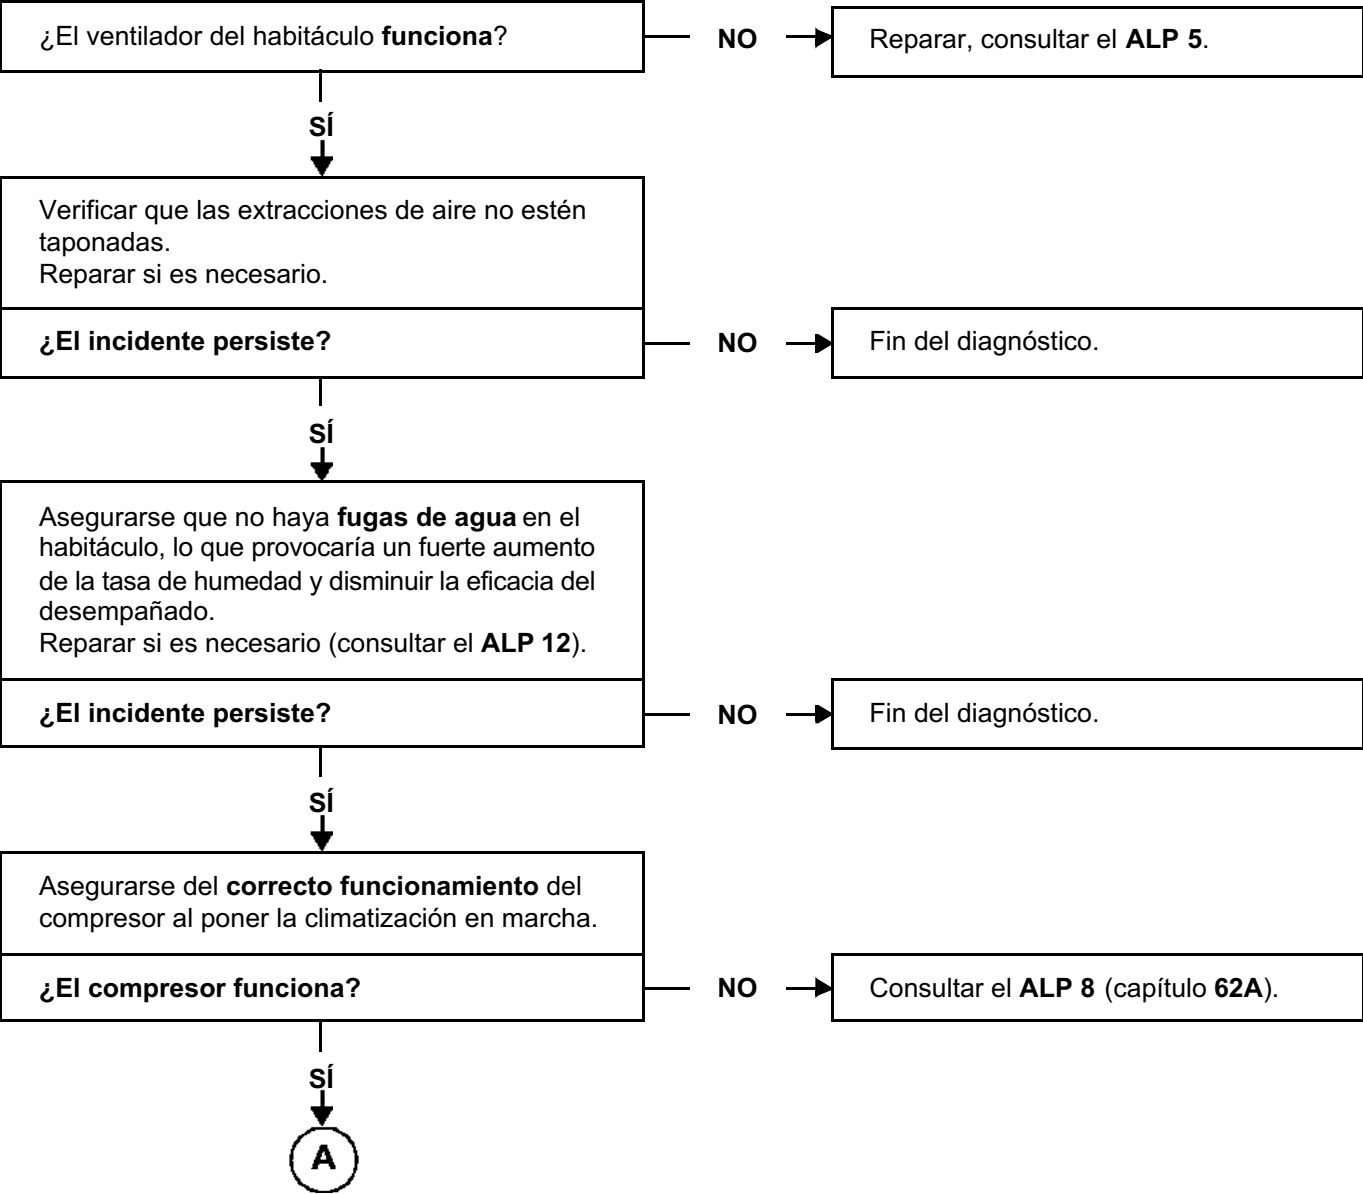 ¿El ventilador del habitáculo funciona?
NO
Reparar, consultar el ALP 5.
SÍ
Verificar que las extracciones de aire no estén
taponadas.
Reparar si es necesario.
¿El incidente persiste?
NO
Fin del diagnóstico.
SÍ
Asegurarse que no haya fugas de agua en el
habitáculo, lo que provocaría un fuerte aumento
de la tasa de humedad y disminuir la eficacia del
desempañado.
Reparar si es necesario (consultar el ALP 12).
¿El incidente persiste?
NO
Fin del diagnóstico.
SÍ
Asegurarse del correcto funcionamiento del
compresor al poner la climatización en marcha.
¿El compresor funciona?
NO
Consultar el ALP 8 (capítulo 62A).
SÍ
A